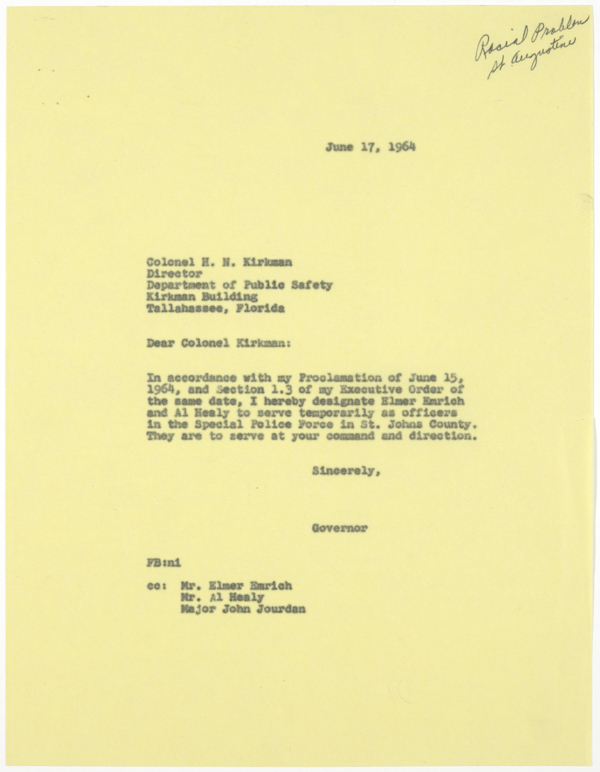 Racial Problem
St Augustine
June 17, 1964
Colonel H. N. Kirkman
Director
Department of Public Safety
Kirkman Building
Tallahassee, Florida
Dear Colonel Kirkman:
In accordance with my Proclamation of June 15,
1964, and Section 1.3 of my Executive Order of
the same date, I hereby designate Elmer Emrich
and Al Healy to serve temporarily as officers
in the Special Police Force in St. Johns County.
They are to serve at your command and direction.
Sincerely,
Governor
FB:nl
cc: Mr. Elmer Emrich
Mr. Al Healy
Major John Jourdan